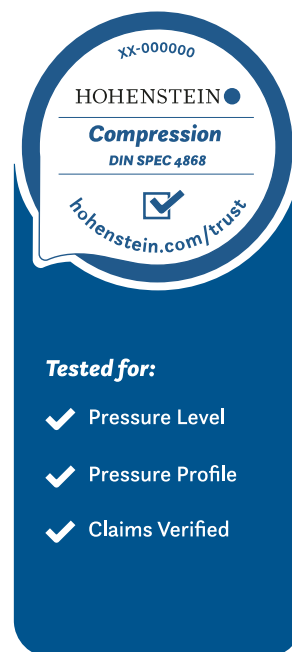 XX-000000
HOHENSTEIN
Compression
DIN SPEC 4868
hohenstein.com/trust
Tested for:
Pressure Level
Pressure Profile
Claims Verified